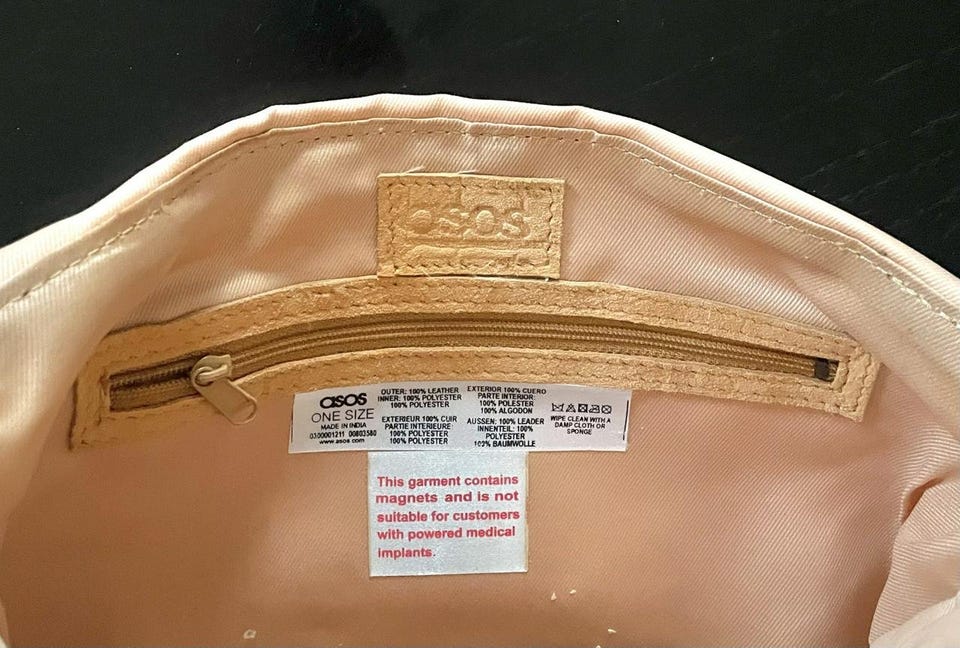 asos
asos
ONE SIZE
MADE IN INDIA
0300001211 00803580
www.asos.com
OUTER: 100% LEATHER
INNER: 100% POLYESTER
100% POLYESTER
EXTERIEUR 100% CUIR
PARTIE INTERIEURE:
100% POLYESTER
100% POLYESTER
EXTERIOR 100% CUERO
PARTE INTERIOR:
100% POLESTER
100% ALGODON
AUSSEN: 100% LEADER
INNENTEIL: 100%
POLYESTER
100% BAUMWOLLE
WIPE CLEAN WITH A
DAMP CLOTH OR
SPONGE
This garment contains
magnets and is not
suitable for customers
with powered medical
implants.